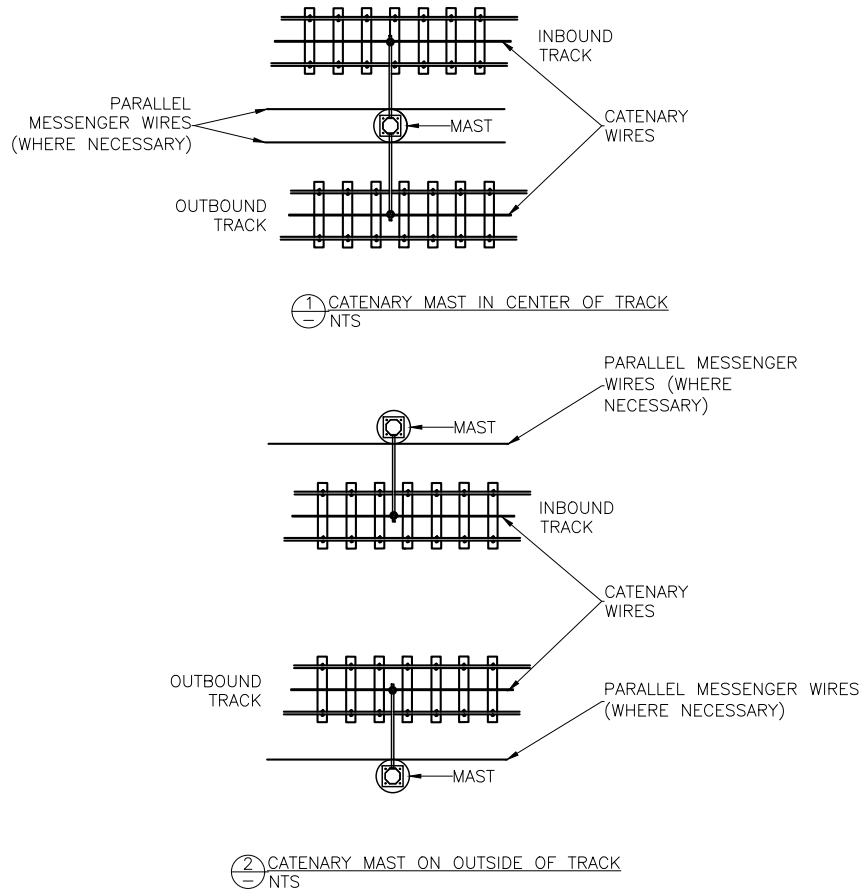 INBOUND
TRACK
PARALLEL
MESSENGER WIRES
(WHERE NECESSARY)
MAST
CATENARY
WIRES
OUTBOUND
TRACK
1
–
CATENARY MAST IN CENTER OF TRACK
NTS
PARALLEL MESSENGER
WIRES (WHERE
NECESSARY)
MAST
INBOUND
TRACK
CATENARY
WIRES
OUTBOUND
TRACK
PARALLEL MESSENGER WIRES
(WHERE NECESSARY)
MAST
2
–
CATENARY MAST ON OUTSIDE OF TRACK
NTS